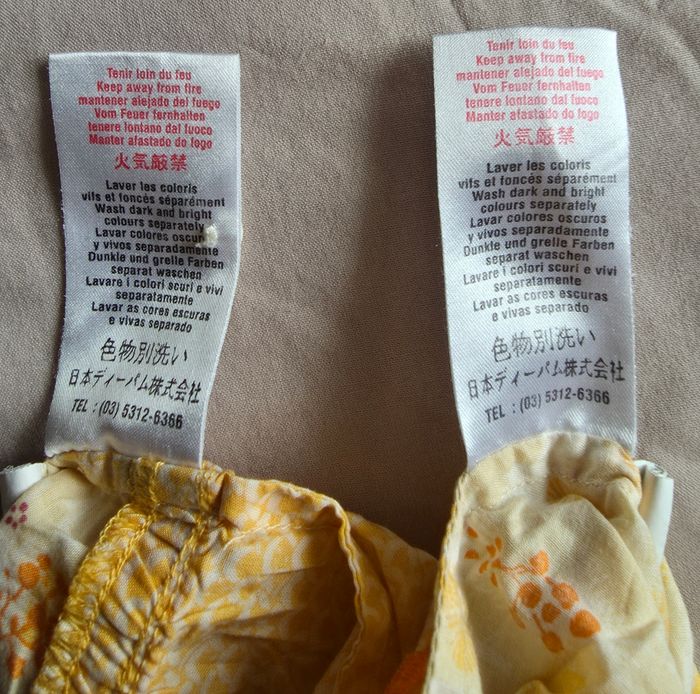 Tenir loin du feu
Keep away from fire
mantener alejado del fuego
Vom Feuer fernhalten
tenere lontano dal fuoco
Manter afastado do fogo
火気厳禁
Laver les coloris
vifs et foncés séparément
Wash dark and bright
colours separately
Lavar colores oscuros
y vivos separadamente
Dunkle und grelle Farben
separat waschen
Lavare i colori scuri e vivi
separatamente
Lavar as cores escuras
e vivas separado
色物別洗い
日本ディーパム株式会社
TEL : (03) 5312-6366
Tenir loin du feu
Keep away from fire
mantener alejado del fuego
Vom Feuer fernhalten
tenere lontano dal fuoco
Manter afastado do fogo
火気厳禁
Laver les coloris
vifs et foncés séparément
Wash dark and bright
colours separately
Lavar colores oscuros
y vivos separadamente
Dunkle und grelle Farben
separat waschen
Lavare i colori scuri e vivi
separatamente
Lavar as cores escuras
e vivas separado
色物別洗い
日本ディーパム株式会社
TEL : (03) 5312-6366